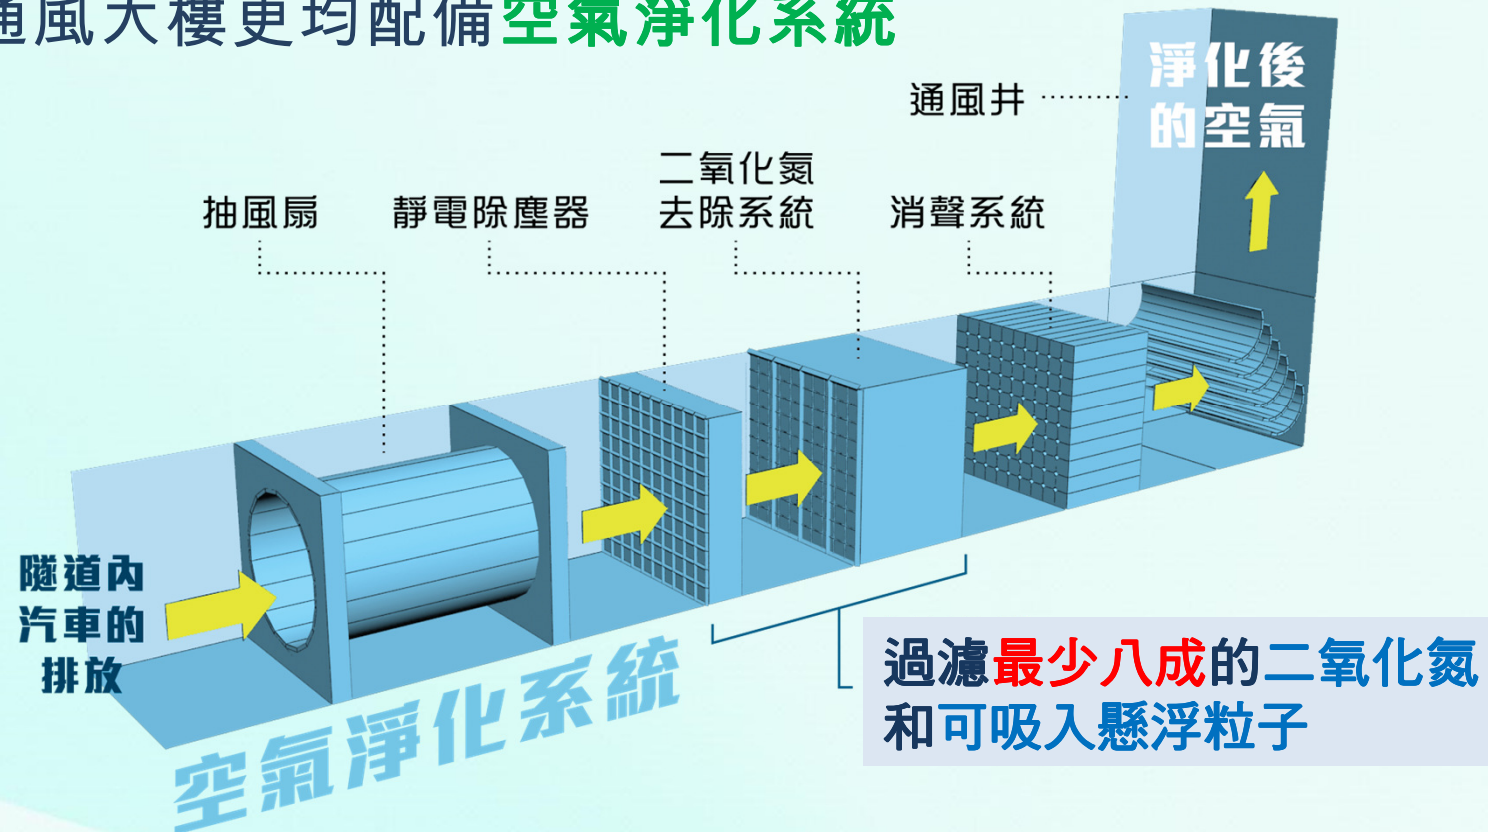 通風大樓更均配備空氣淨化系統
通風井
淨化後
的空氣
抽風扇
靜電除塵器
二氧化氮
去除系統
消聲系統
隧道內
汽車的
排放
空氣淨化系統
過濾最少八成的二氧化氮
和可吸入懸浮粒子